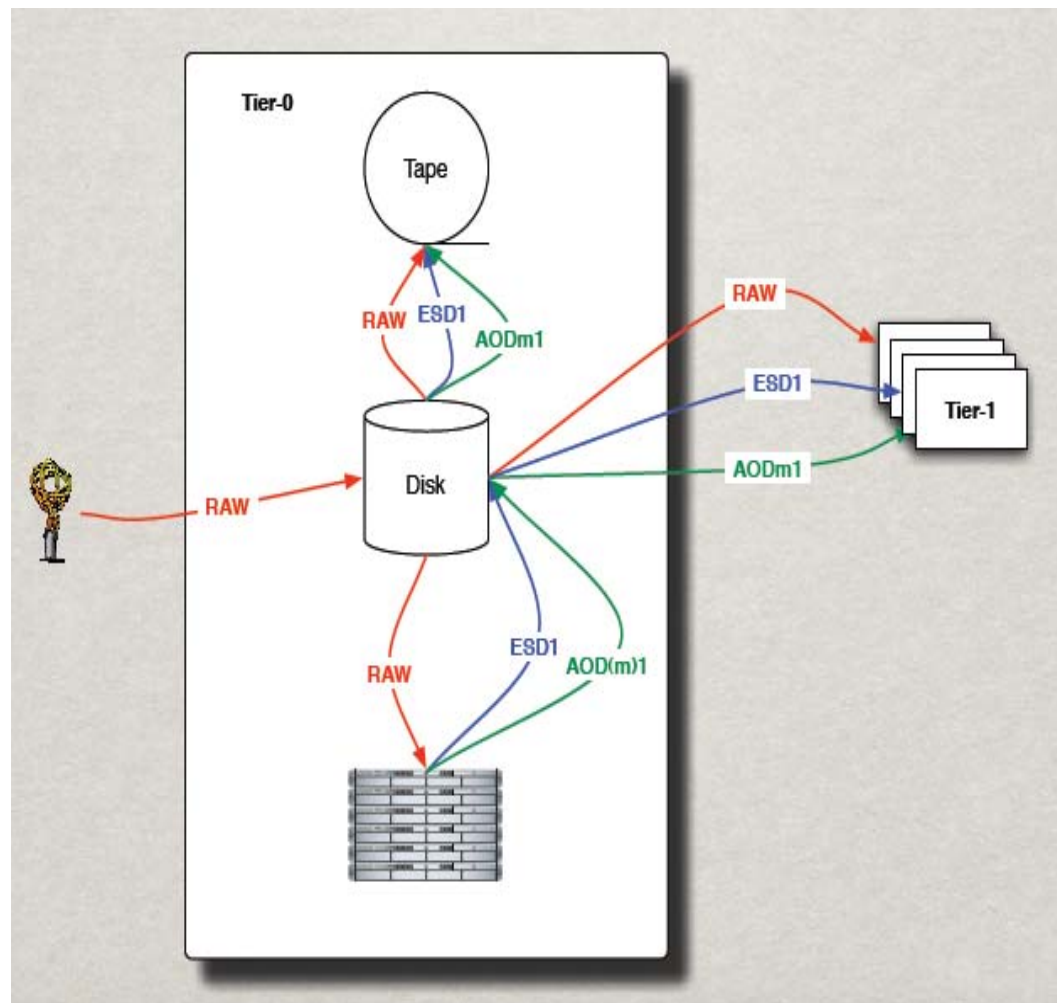 Tier-0
Tape
RAW
ESD1
AODm1
RAW
ESD1
AODm1
Tier-1
RAW
Disk
RAW
ESD1
AOD(m)1